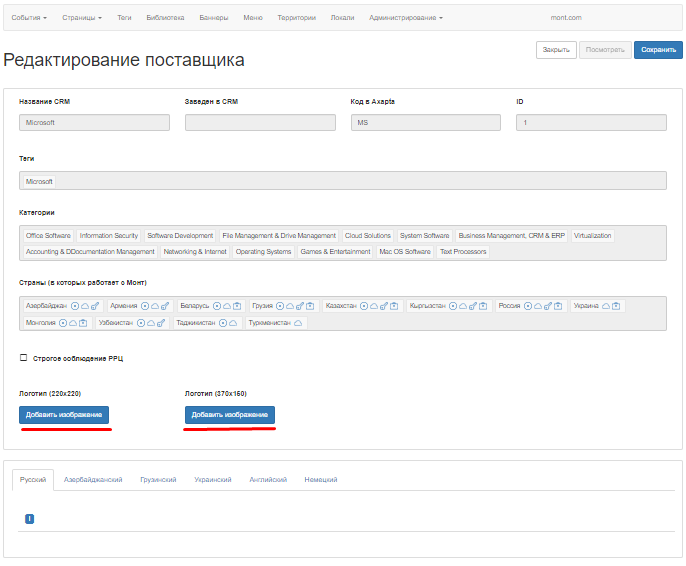 События Страницы Теги Библиотека Баннеры Меню Территории Локали Администрирование mont.com
Редактирование поставщика
Закрыть Посмотреть Сохранить
Название CRM Заведен в CRM Код в Axapta ID
Microsoft MS 1
Теги
Microsoft
Категории
Office Software Information Security Software Development File Management & Drive Management Cloud Solutions System Software Business Management, CRM & ERP Virtualization
Accounting & DDocumentation Management Networking & Internet Operating Systems Games & Entertainment Mac OS Software Text Processors
Страны (в которых работает с Монт)
Азербайджан Армения Беларусь Грузия Казахстан Кыргызстан Россия Украина
Монголия Узбекистан Таджикистан Туркменистан
Строгое соблюдение РРЦ
Логотип (220x220) Логотип (370x160)
Добавить изображение Добавить изображение
Русский Азербайджанский Грузинский Украинский Английский Немецкий